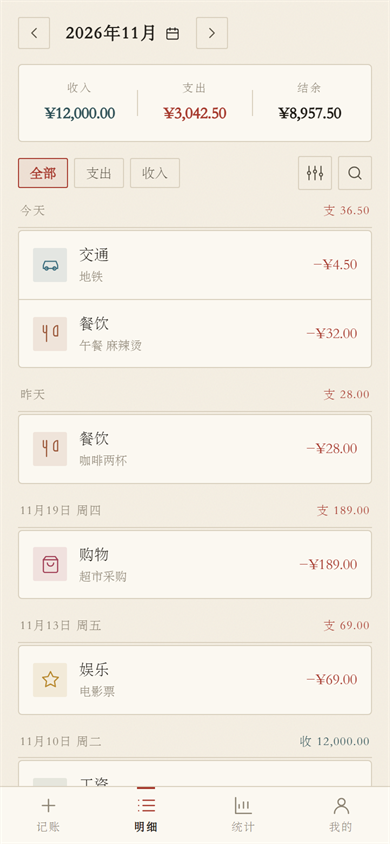 2026年11月
收入 支出 结余
¥12,000.00 ¥3,042.50 ¥8,957.50
全部 支出 收入
今天 支 36.50
交通
地铁
−¥4.50
餐饮
午餐 麻辣烫
−¥32.00
昨天 支 28.00
餐饮
咖啡两杯
−¥28.00
11月19日 周四 支 189.00
购物
超市采购
−¥189.00
11月13日 周五 支 69.00
娱乐
电影票
−¥69.00
11月10日 周二 收 12,000.00
工资
记账 明细 统计 我的